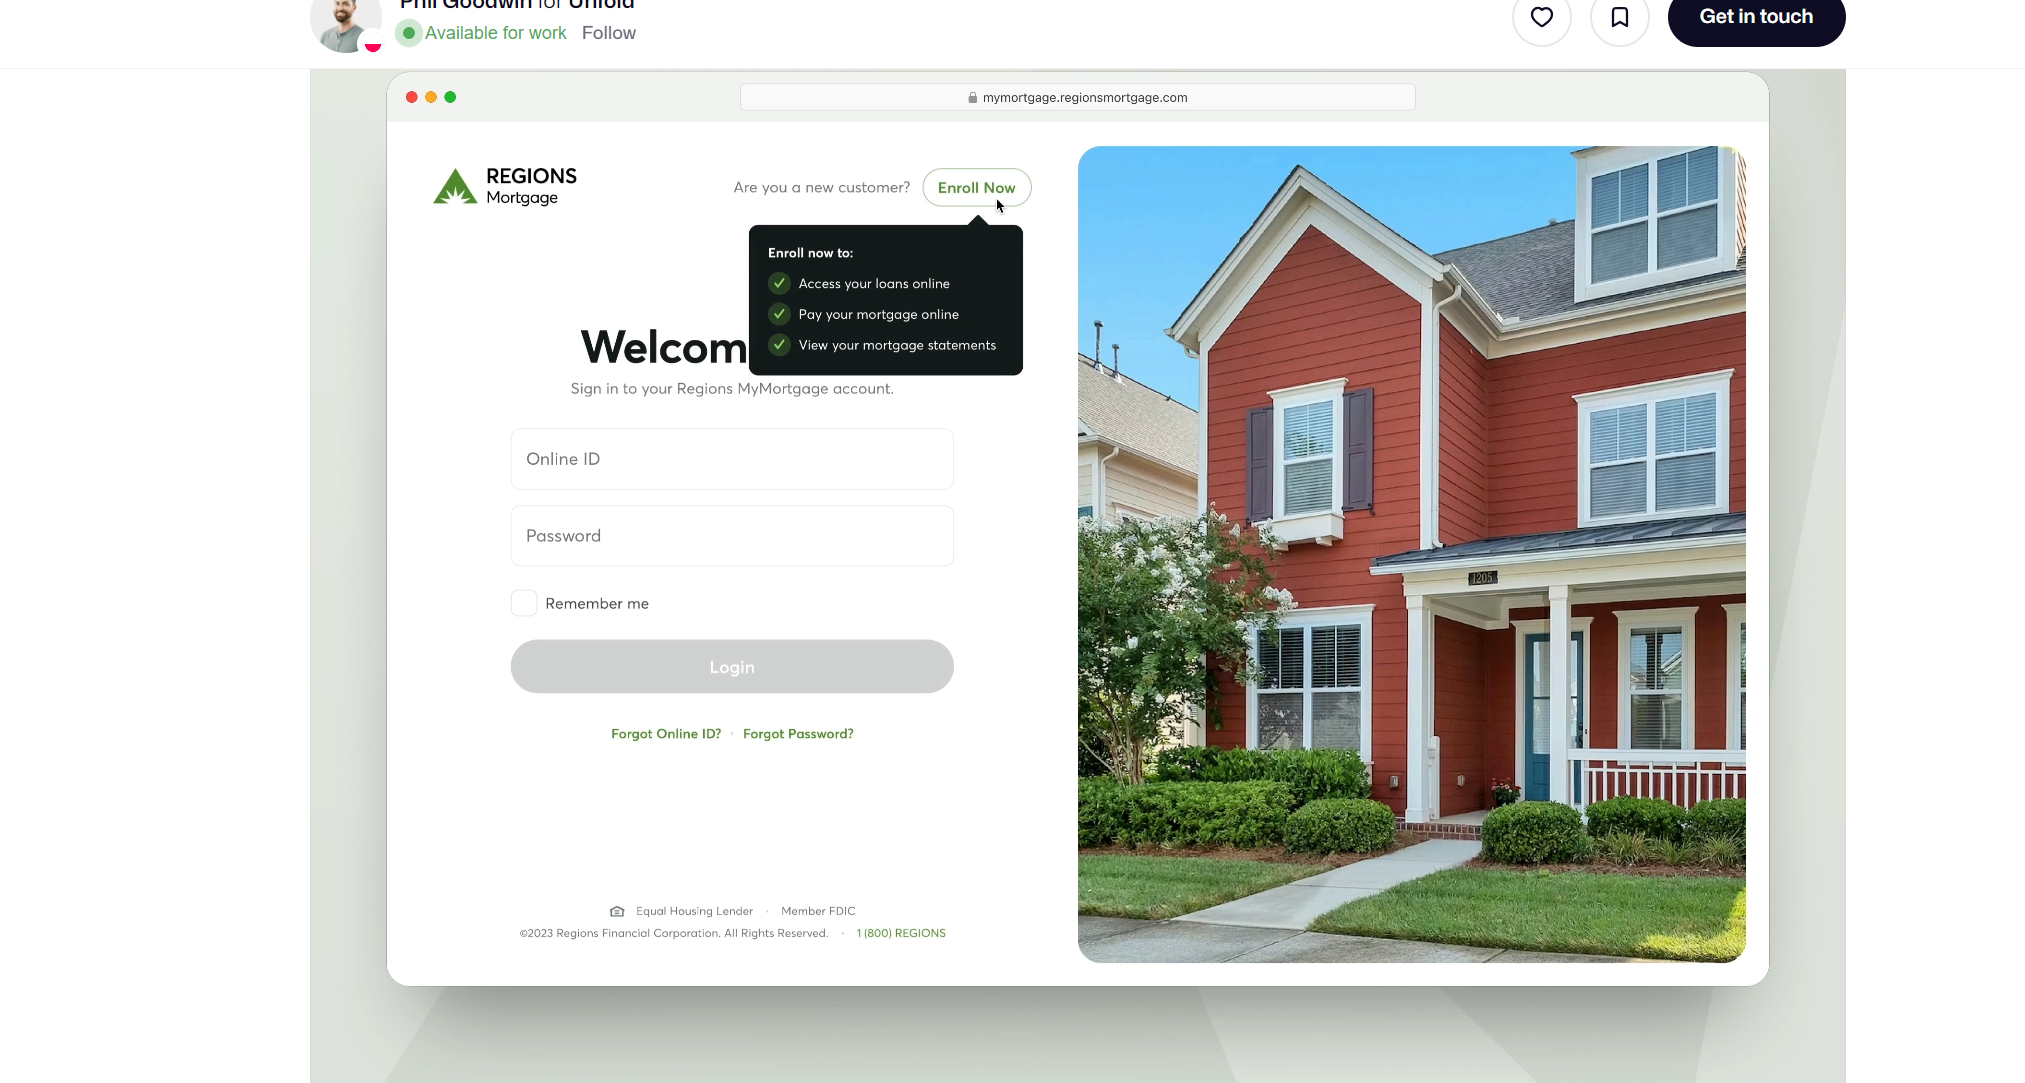 Phil Goodwin for Unfold
Available for work Follow
Get in touch
mymortgage.regionsmortgage.com
REGIONS
Mortgage
Are you a new customer? Enroll Now
Enroll now to:
Access your loans online
Pay your mortgage online
View your mortgage statements
Welcom
Sign in to your Regions MyMortgage account.
Online ID
Password
Remember me
Login
Forgot Online ID? · Forgot Password?
Equal Housing Lender · Member FDIC
©2023 Regions Financial Corporation. All Rights Reserved. · 1 (800) REGIONS
1205